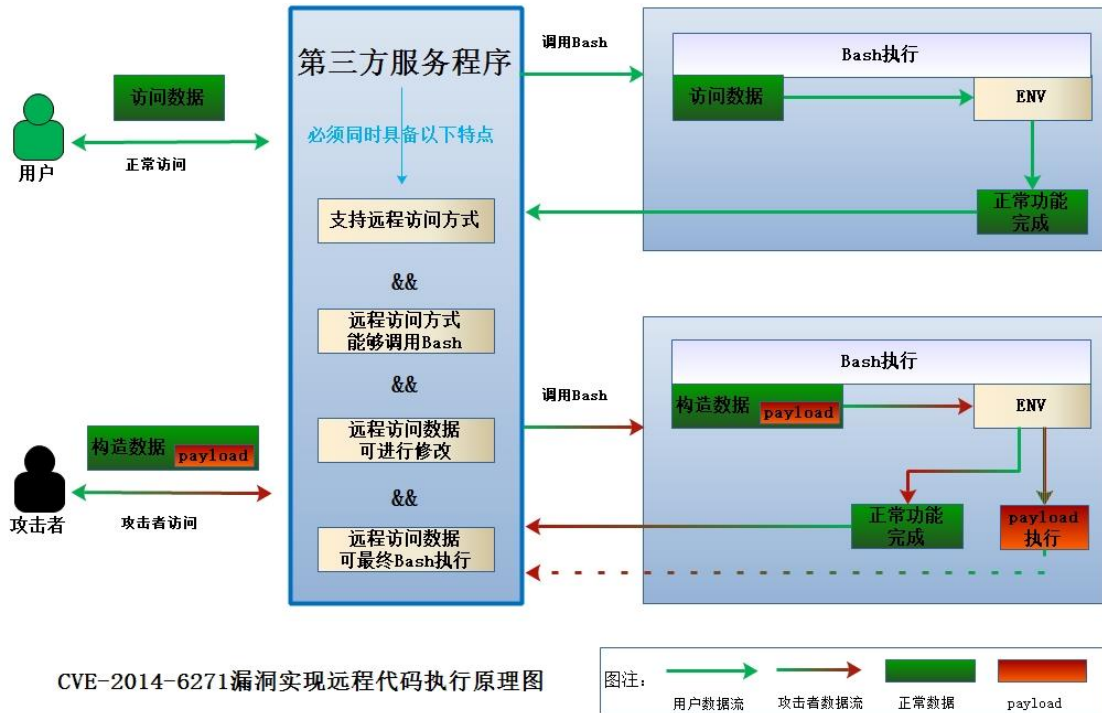 第三方服务程序
必须同时具备以下特点
支持远程访问方式
&&
远程访问方式
能够调用Bash
&&
远程访问数据
可进行修改
&&
远程访问数据
可最终Bash执行
访问数据
用户
正常访问
调用Bash
Bash执行
访问数据
ENV
正常功能
完成
构造数据
payload
攻击者
攻击者访问
调用Bash
Bash执行
构造数据
payload
ENV
正常功能
完成
payload
执行
CVE-2014-6271漏洞实现远程代码执行原理图
图注:
用户数据流
攻击者数据流
正常数据
payload